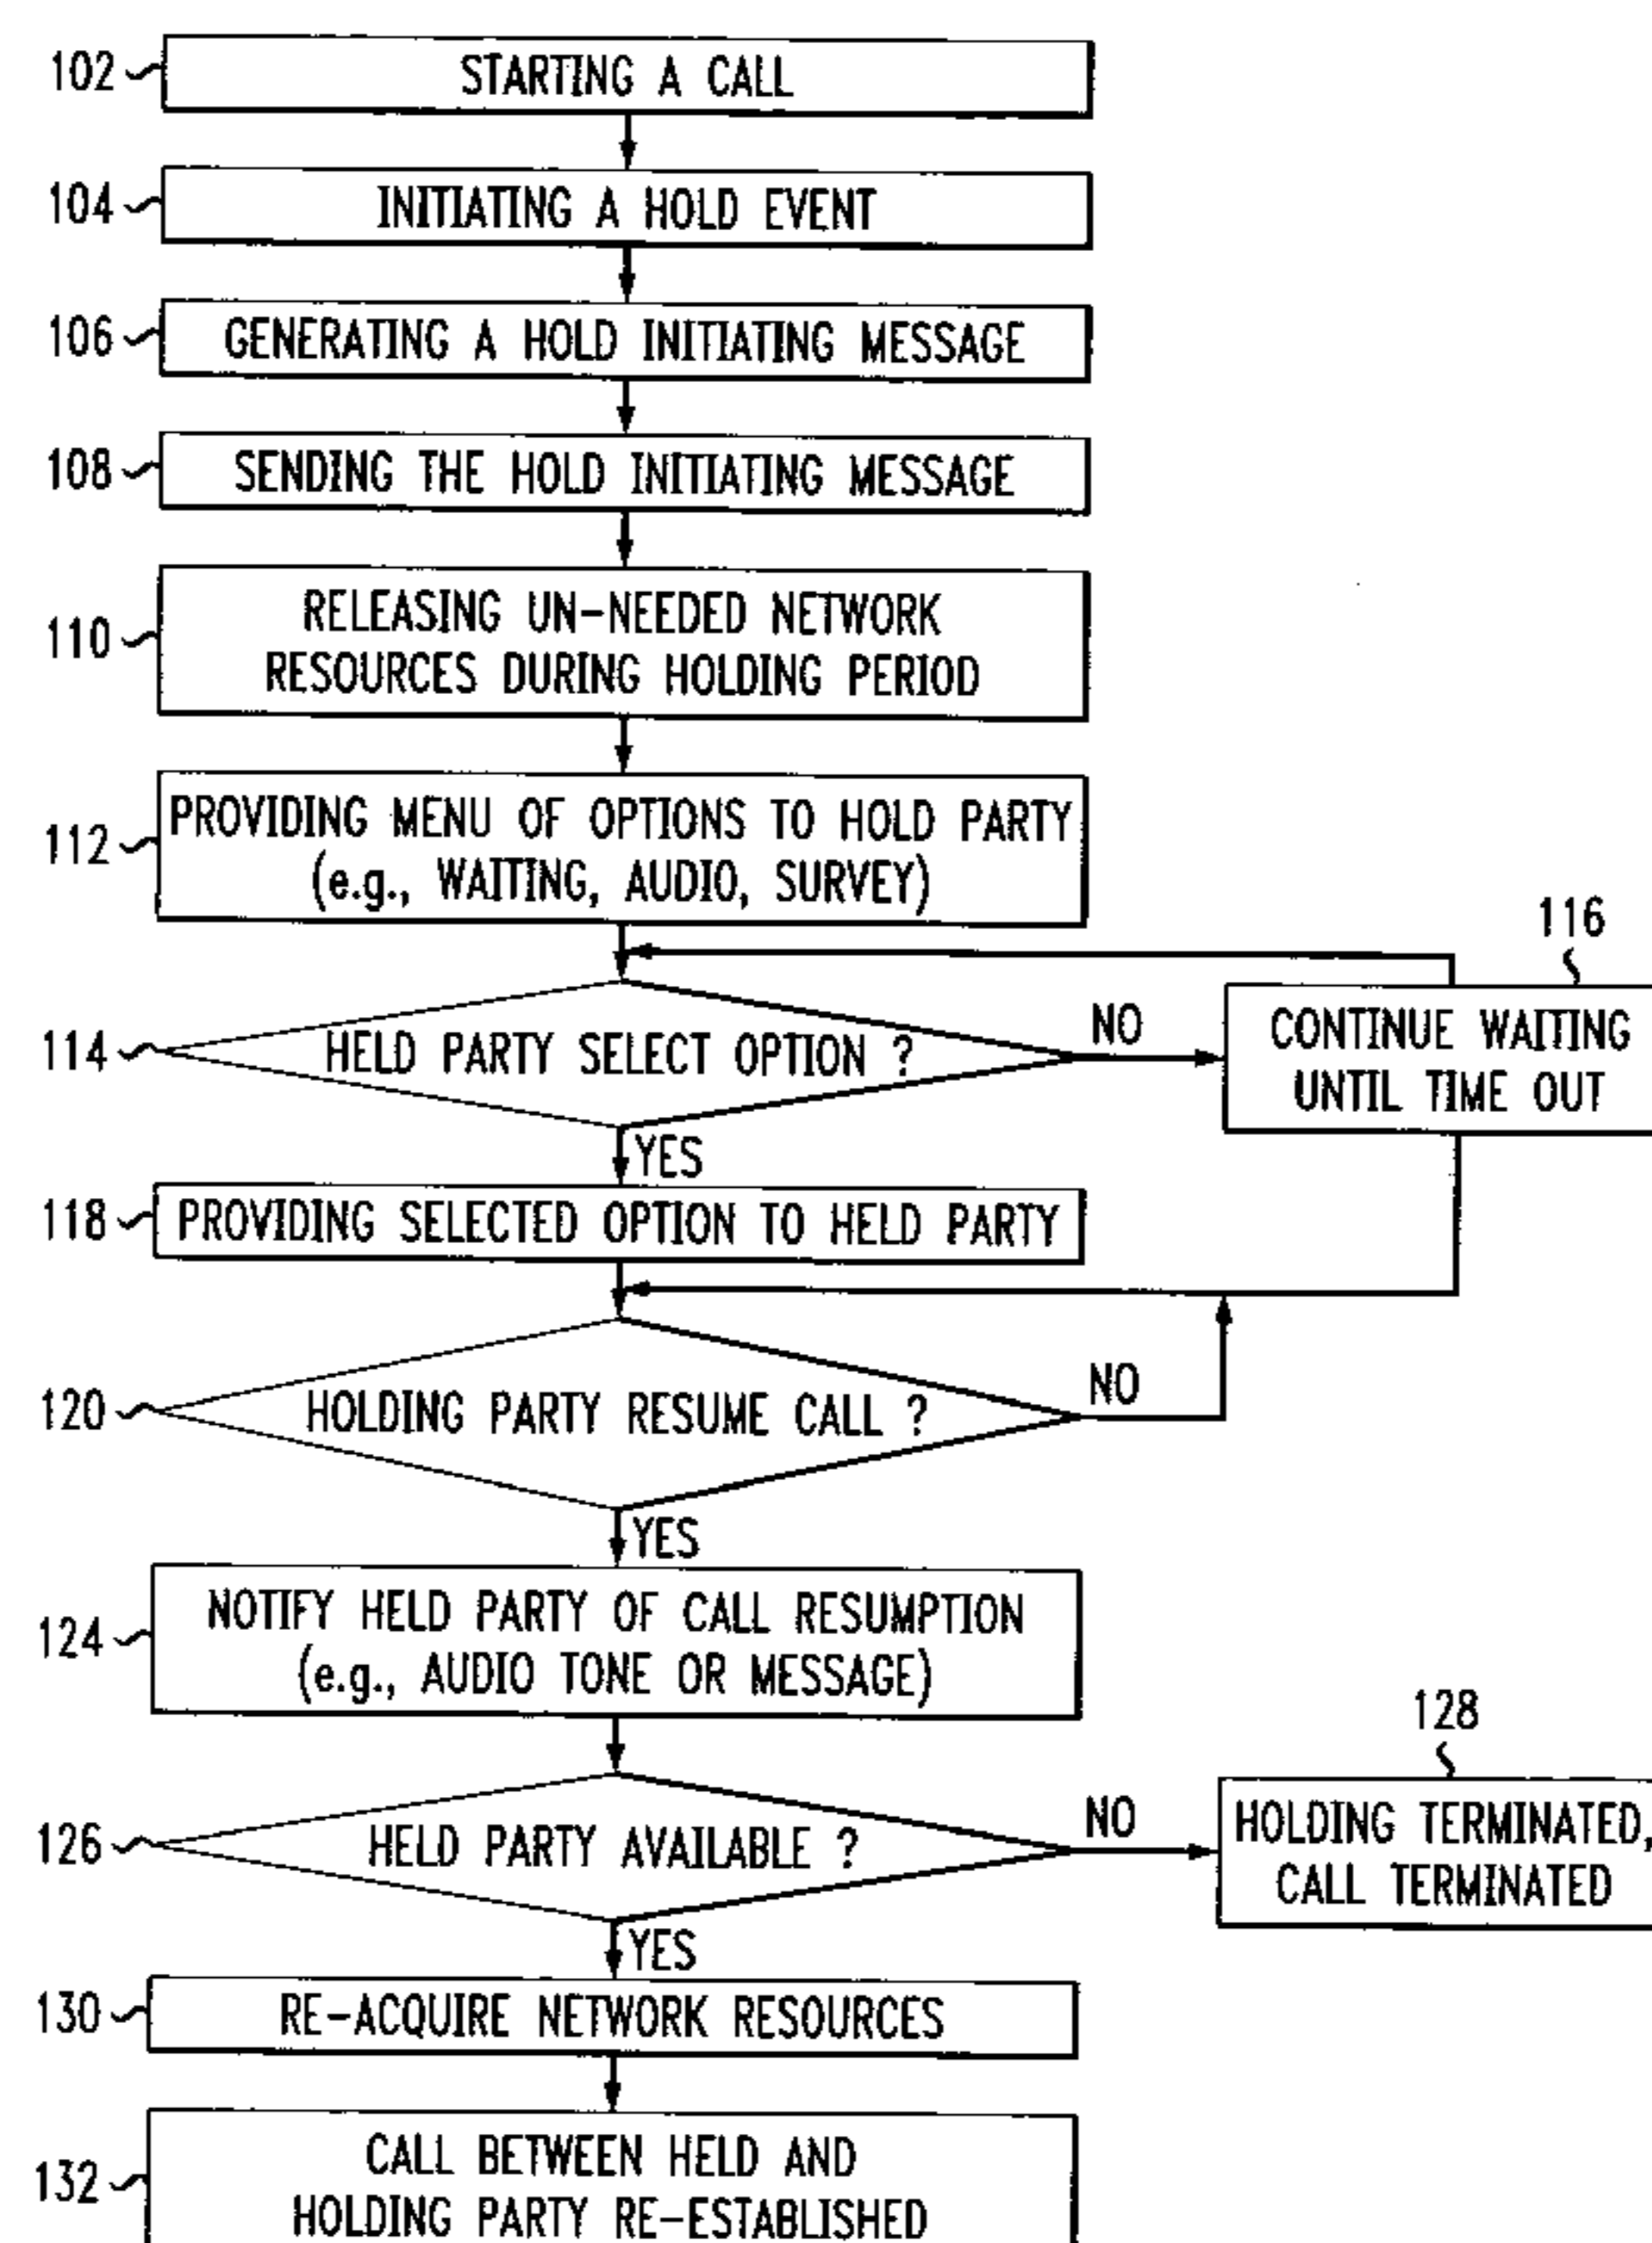 102
STARTING A CALL
104
INITIATING A HOLD EVENT
106
GENERATING A HOLD INITIATING MESSAGE
108
SENDING THE HOLD INITIATING MESSAGE
110
RELEASING UN-NEEDED NETWORK
RESOURCES DURING HOLDING PERIOD
112
PROVIDING MENU OF OPTIONS TO HOLD PARTY
(e.g., WAITING, AUDIO, SURVEY)
114
HELD PARTY SELECT OPTION ?
NO
116
CONTINUE WAITING
UNTIL TIME OUT
YES
118
PROVIDING SELECTED OPTION TO HELD PARTY
120
HOLDING PARTY RESUME CALL ?
NO
YES
124
NOTIFY HELD PARTY OF CALL RESUMPTION
(e.g., AUDIO TONE OR MESSAGE)
126
HELD PARTY AVAILABLE ?
NO
128
HOLDING TERMINATED,
CALL TERMINATED
YES
130
RE-ACQUIRE NETWORK RESOURCES
132
CALL BETWEEN HELD AND
HOLDING PARTY RE-ESTABLISHED